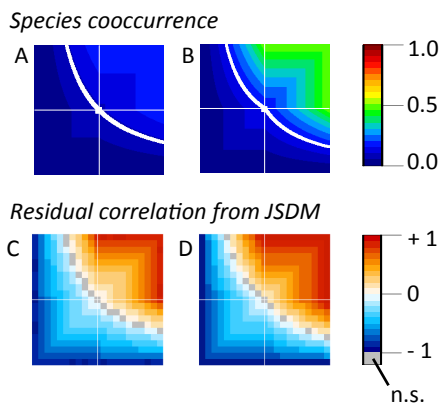 Species cooccurrence
A
B
1.0
0.5
0.0
Residual correlation from JSDM
C
D
+ 1
0
- 1
n.s.